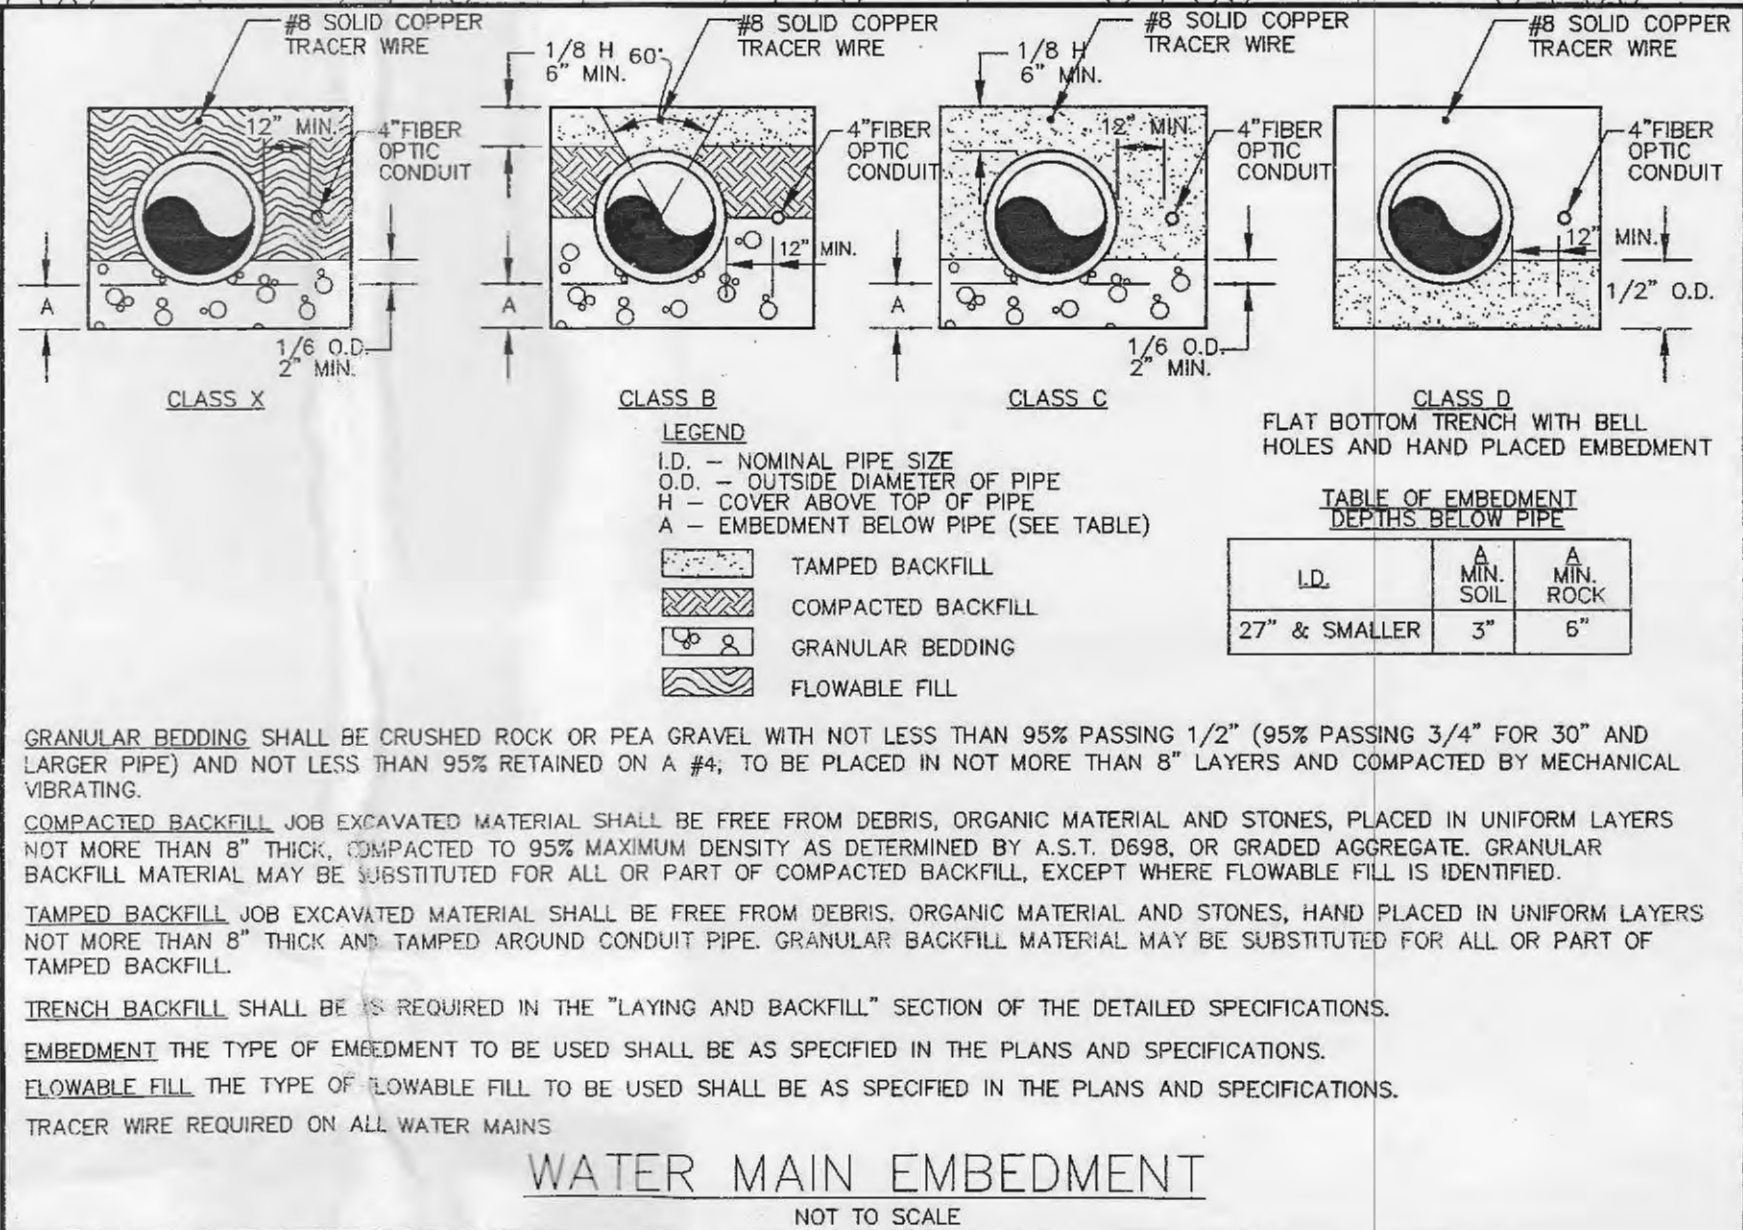 #8 SOLID COPPER
TRACER WIRE
12" MIN.
4"FIBER
OPTIC
CONDUIT
A
1/6 O.D.
2" MIN.
CLASS X
1/8 H
6" MIN.
60°
#8 SOLID COPPER
TRACER WIRE
4"FIBER
OPTIC
CONDUIT
A
12" MIN.
CLASS B
1/8 H
6" MIN.
#8 SOLID COPPER
TRACER WIRE
12" MIN.
4"FIBER
OPTIC
CONDUIT
A
1/6 O.D.
2" MIN.
CLASS C
#8 SOLID COPPER
TRACER WIRE
4"FIBER
OPTIC
CONDUIT
12" MIN.
1/2" O.D.
CLASS D
FLAT BOTTOM TRENCH WITH BELL
HOLES AND HAND PLACED EMBEDMENT
LEGEND
I.D. – NOMINAL PIPE SIZE
O.D. – OUTSIDE DIAMETER OF PIPE
H – COVER ABOVE TOP OF PIPE
A – EMBEDMENT BELOW PIPE (SEE TABLE)
TAMPED BACKFILL
COMPACTED BACKFILL
GRANULAR BEDDING
FLOWABLE FILL
TABLE OF EMBEDMENT
DEPTHS BELOW PIPE
I.D.
A
MIN.
SOIL
A
MIN.
ROCK
27" & SMALLER 3" 6"
GRANULAR BEDDING SHALL BE CRUSHED ROCK OR PEA GRAVEL WITH NOT LESS THAN 95% PASSING 1/2" (95% PASSING 3/4" FOR 30" AND
LARGER PIPE) AND NOT LESS THAN 95% RETAINED ON A #4; TO BE PLACED IN NOT MORE THAN 8" LAYERS AND COMPACTED BY MECHANICAL
VIBRATING.
COMPACTED BACKFILL JOB EXCAVATED MATERIAL SHALL BE FREE FROM DEBRIS, ORGANIC MATERIAL AND STONES, PLACED IN UNIFORM LAYERS
NOT MORE THAN 8" THICK, COMPACTED TO 95% MAXIMUM DENSITY AS DETERMINED BY A.S.T. D698, OR GRADED AGGREGATE. GRANULAR
BACKFILL MATERIAL MAY BE SUBSTITUTED FOR ALL OR PART OF COMPACTED BACKFILL, EXCEPT WHERE FLOWABLE FILL IS IDENTIFIED.
TAMPED BACKFILL JOB EXCAVATED MATERIAL SHALL BE FREE FROM DEBRIS. ORGANIC MATERIAL AND STONES, HAND PLACED IN UNIFORM LAYERS
NOT MORE THAN 8" THICK AND TAMPED AROUND CONDUIT PIPE. GRANULAR BACKFILL MATERIAL MAY BE SUBSTITUTED FOR ALL OR PART OF
TAMPED BACKFILL.
TRENCH BACKFILL SHALL BE IS REQUIRED IN THE "LAYING AND BACKFILL" SECTION OF THE DETAILED SPECIFICATIONS.
EMBEDMENT THE TYPE OF EMBEDMENT TO BE USED SHALL BE AS SPECIFIED IN THE PLANS AND SPECIFICATIONS.
FLOWABLE FILL THE TYPE OF FLOWABLE FILL TO BE USED SHALL BE AS SPECIFIED IN THE PLANS AND SPECIFICATIONS.
TRACER WIRE REQUIRED ON ALL WATER MAINS
WATER MAIN EMBEDMENT
NOT TO SCALE